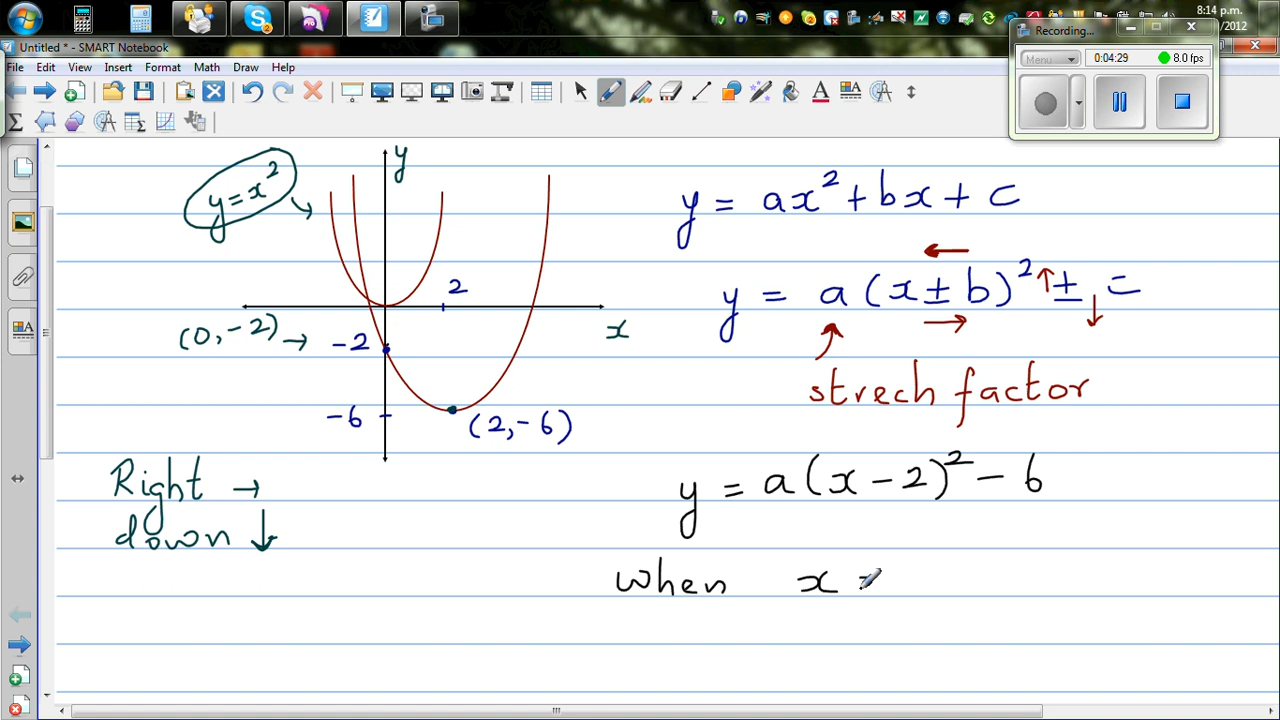 8:14 p.m.
/2012
Untitled * - SMART Notebook
Recording...
File Edit View Insert Format Math Draw Help
Menu
0:04:29
8.0 fps
y
y = x²
y = ax² + bx + c
2
y = a(x ± b)² ↑ ± ↓ c
← 
→
(0, -2) →
-2
x
strech factor
-6
(2, -6)
Right →
down ↓
y = a(x - 2)² - 6
when x =